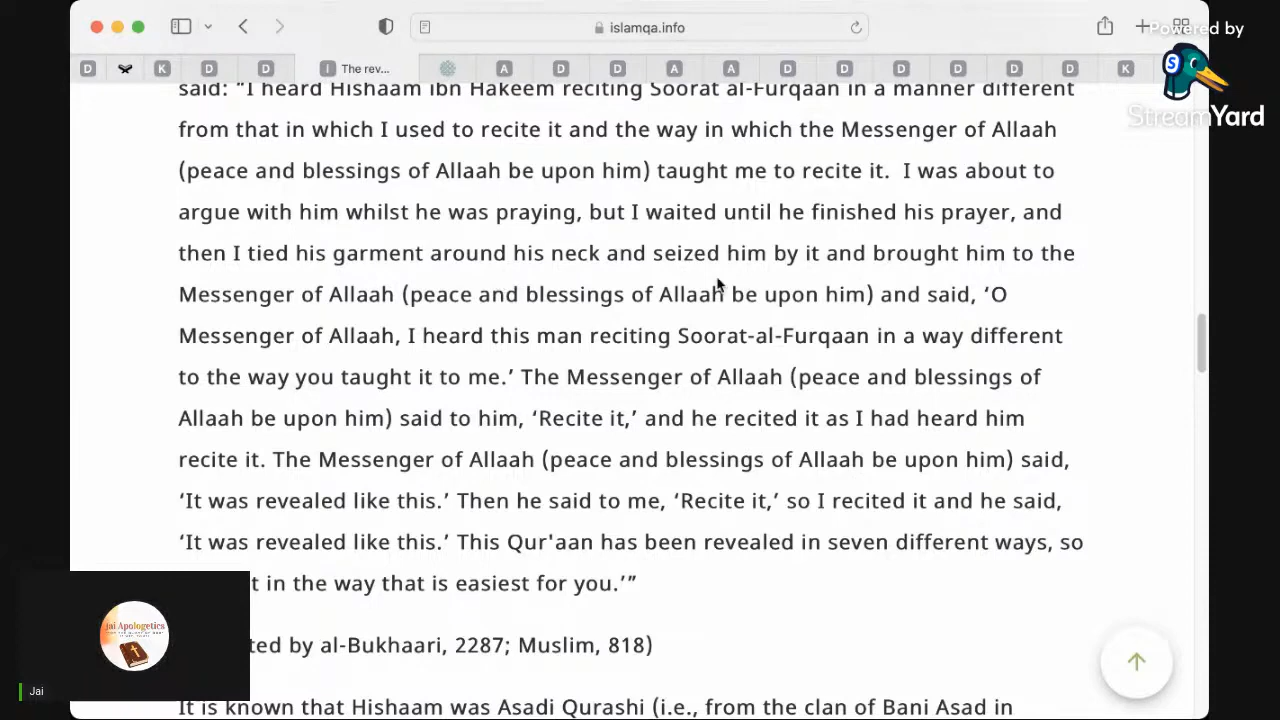 islamqa.info
Powered by
D
K
D
D
I The rev...
A
D
D
A
A
D
D
D
D
D
D
K
S
StreamYard
said: “I heard Hishaam ibn Hakeem reciting Soorat al-Furqaan in a manner different
from that in which I used to recite it and the way in which the Messenger of Allaah
(peace and blessings of Allaah be upon him) taught me to recite it.  I was about to
argue with him whilst he was praying, but I waited until he finished his prayer, and
then I tied his garment around his neck and seized him by it and brought him to the
Messenger of Allaah (peace and blessings of Allaah be upon him) and said, ‘O
Messenger of Allaah, I heard this man reciting Soorat-al-Furqaan in a way different
to the way you taught it to me.’ The Messenger of Allaah (peace and blessings of
Allaah be upon him) said to him, ‘Recite it,’ and he recited it as I had heard him
recite it. The Messenger of Allaah (peace and blessings of Allaah be upon him) said,
‘It was revealed like this.’ Then he said to me, ‘Recite it,’ so I recited it and he said,
‘It was revealed like this.’ This Qur'aan has been revealed in seven different ways, so
in the way that is easiest for you.’”
by al-Bukhaari, 2287; Muslim, 818)
It is known that Hishaam was Asadi Qurashi (i.e., from the clan of Bani Asad in
Jai Apologetics
Jai